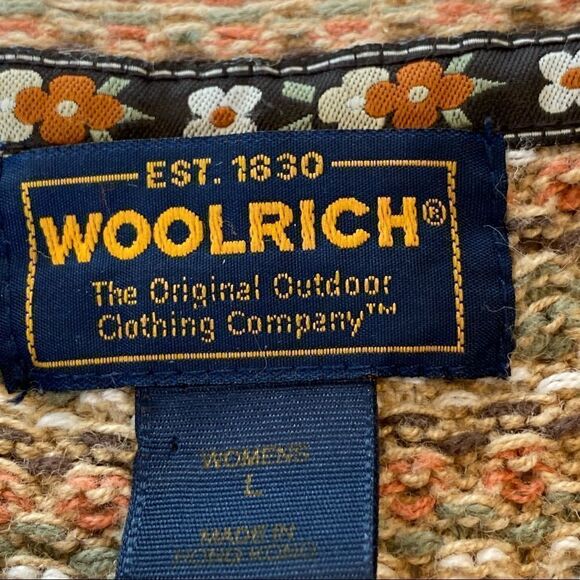 EST. 1830
WOOLRICH®
The Original Outdoor
Clothing Company™
WOMENS
L
MADE IN
HONG KONG